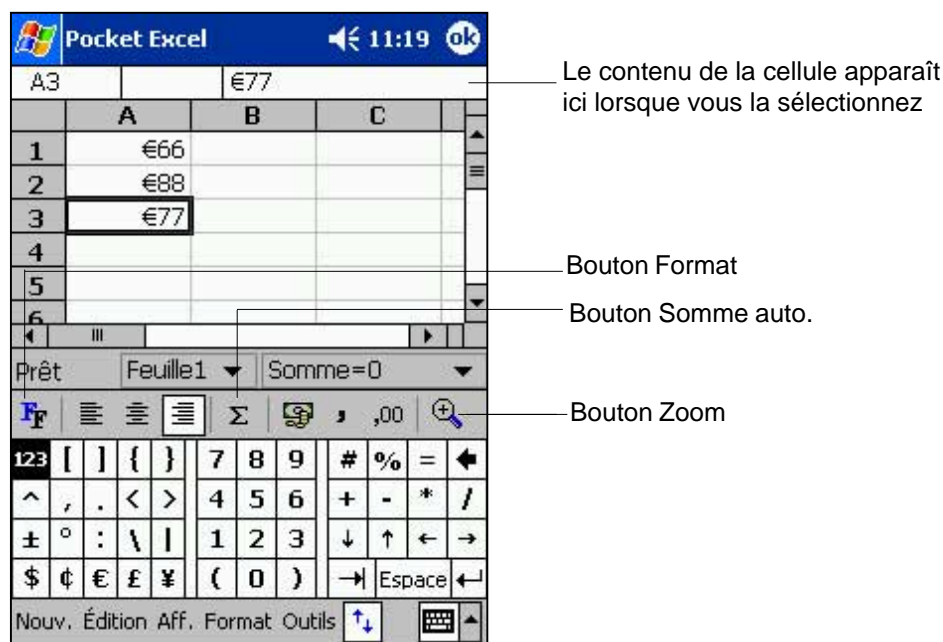 Pocket Excel 11:19 ok
A3 €77
Le contenu de la cellule apparaît
ici lorsque vous la sélectionnez
A B C
1 €66
2 €88
3 €77
4
Bouton Format
5
6
Bouton Somme auto.
Prêt Feuille1 Somme=0
FF Σ , ,00
Bouton Zoom
123 [ ] { } 7 8 9 # % =
^ , . < > 4 5 6 + - * /
± ° : \ | 1 2 3 ↓ ↑ ← →
$ ¢ € £ ¥ ( 0 ) →| Espace ↵
Nouv. Édition Aff. Format Outils